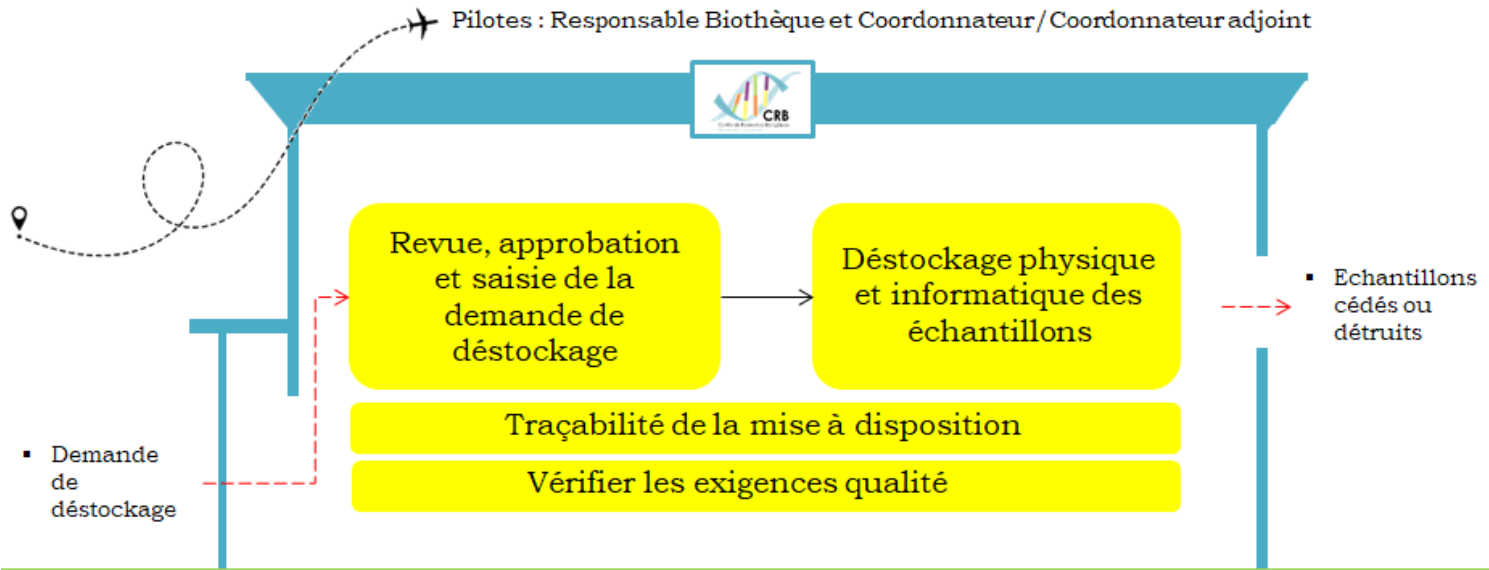 Pilotes : Responsable Biothèque et Coordonnateur/Coordonnateur adjoint
CRB
Revue, approbation
et saisie de la
demande de
déstockage
Déstockage physique
et informatique des
échantillons
▪ Echantillons
cédés ou
détruits
Traçabilité de la mise à disposition
▪ Demande
de
déstockage
Vérifier les exigences qualité